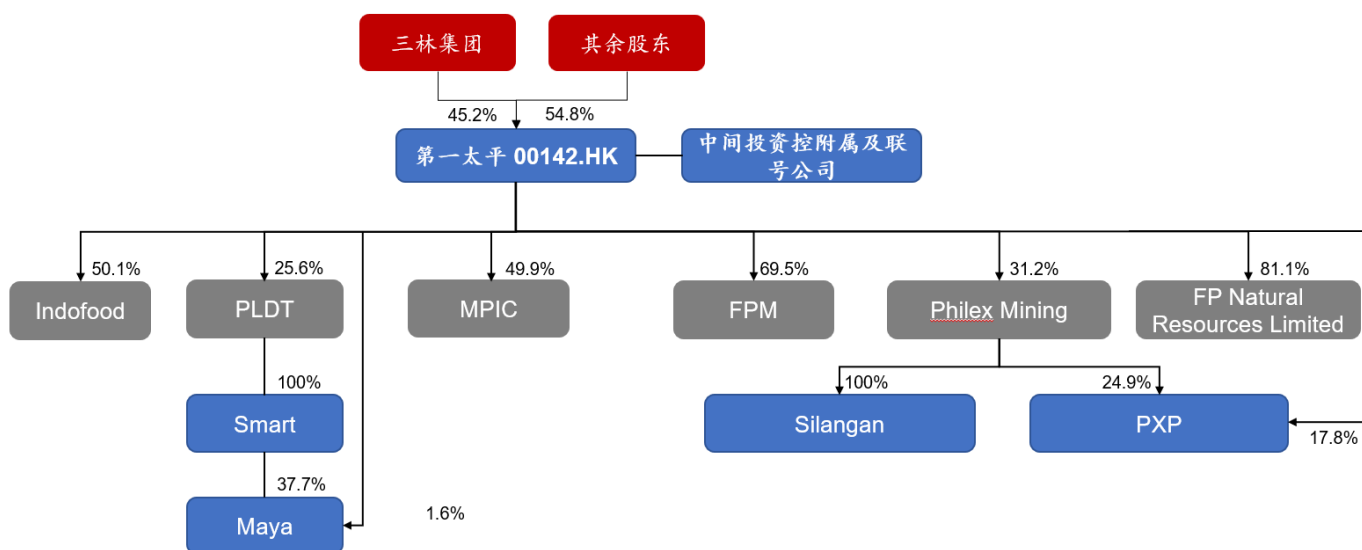 三林集团
其余股东
45.2%
54.8%
第一太平 00142.HK
中间投资控附属及联
号公司
50.1%
25.6%
49.9%
69.5%
31.2%
81.1%
Indofood
PLDT
MPIC
FPM
Philex Mining
FP Natural
Resources Limited
100%
100%
24.9%
Smart
Silangan
PXP
17.8%
37.7%
1.6%
Maya